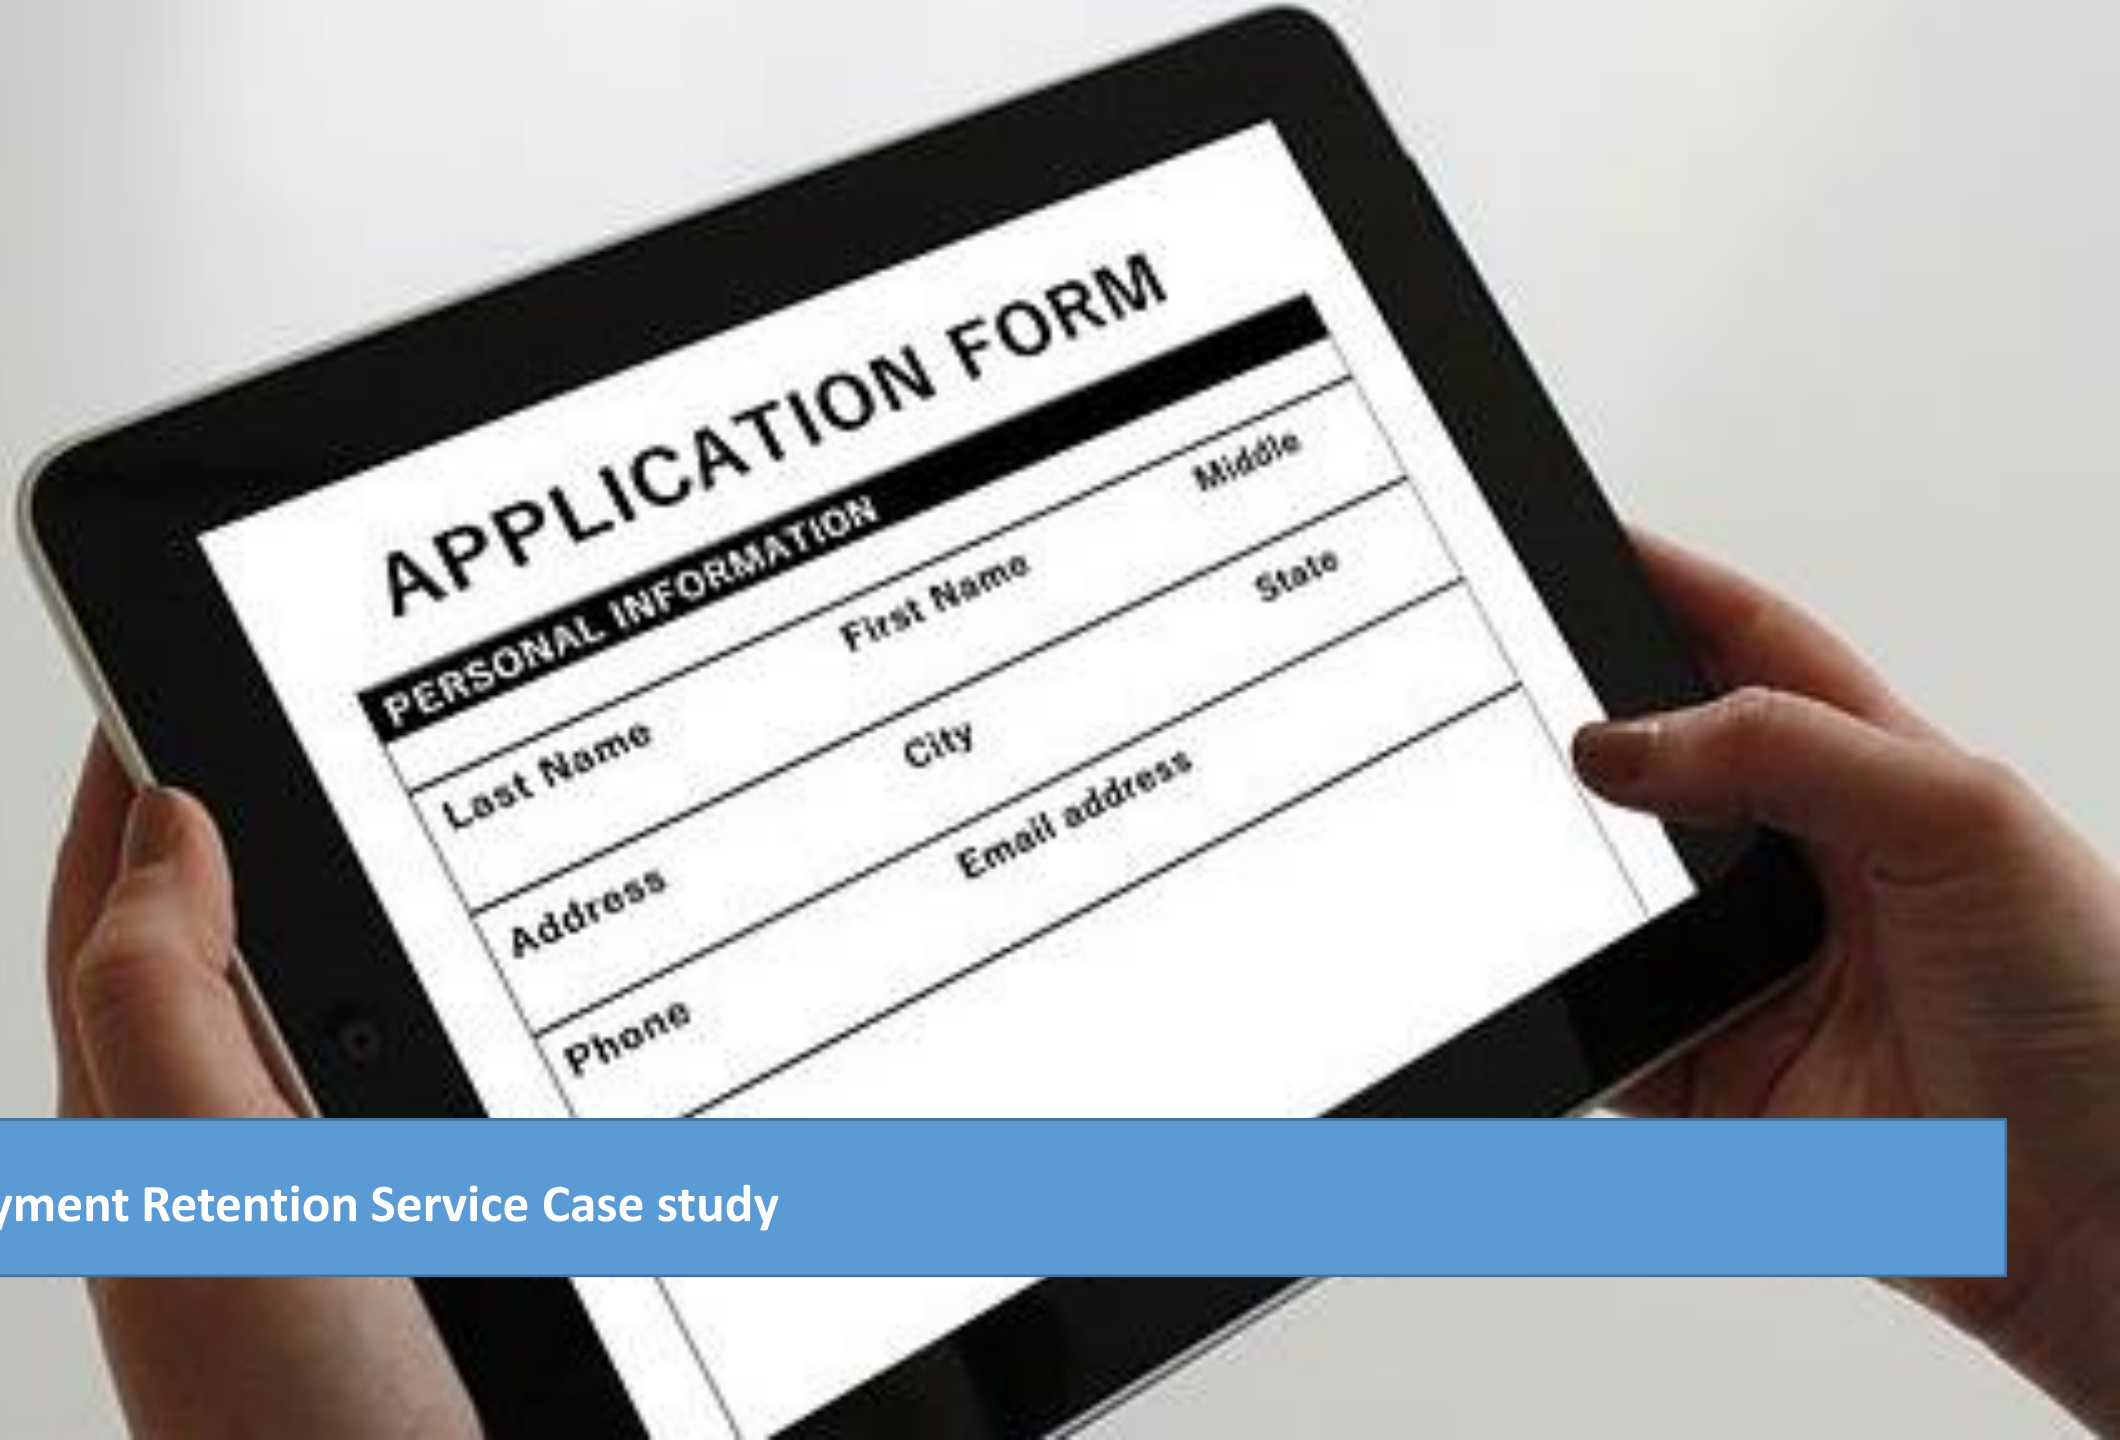 APPLICATION FORM
PERSONAL INFORMATION
Last Name First Name Middle
Address City State
Phone Email address
yment Retention Service Case study